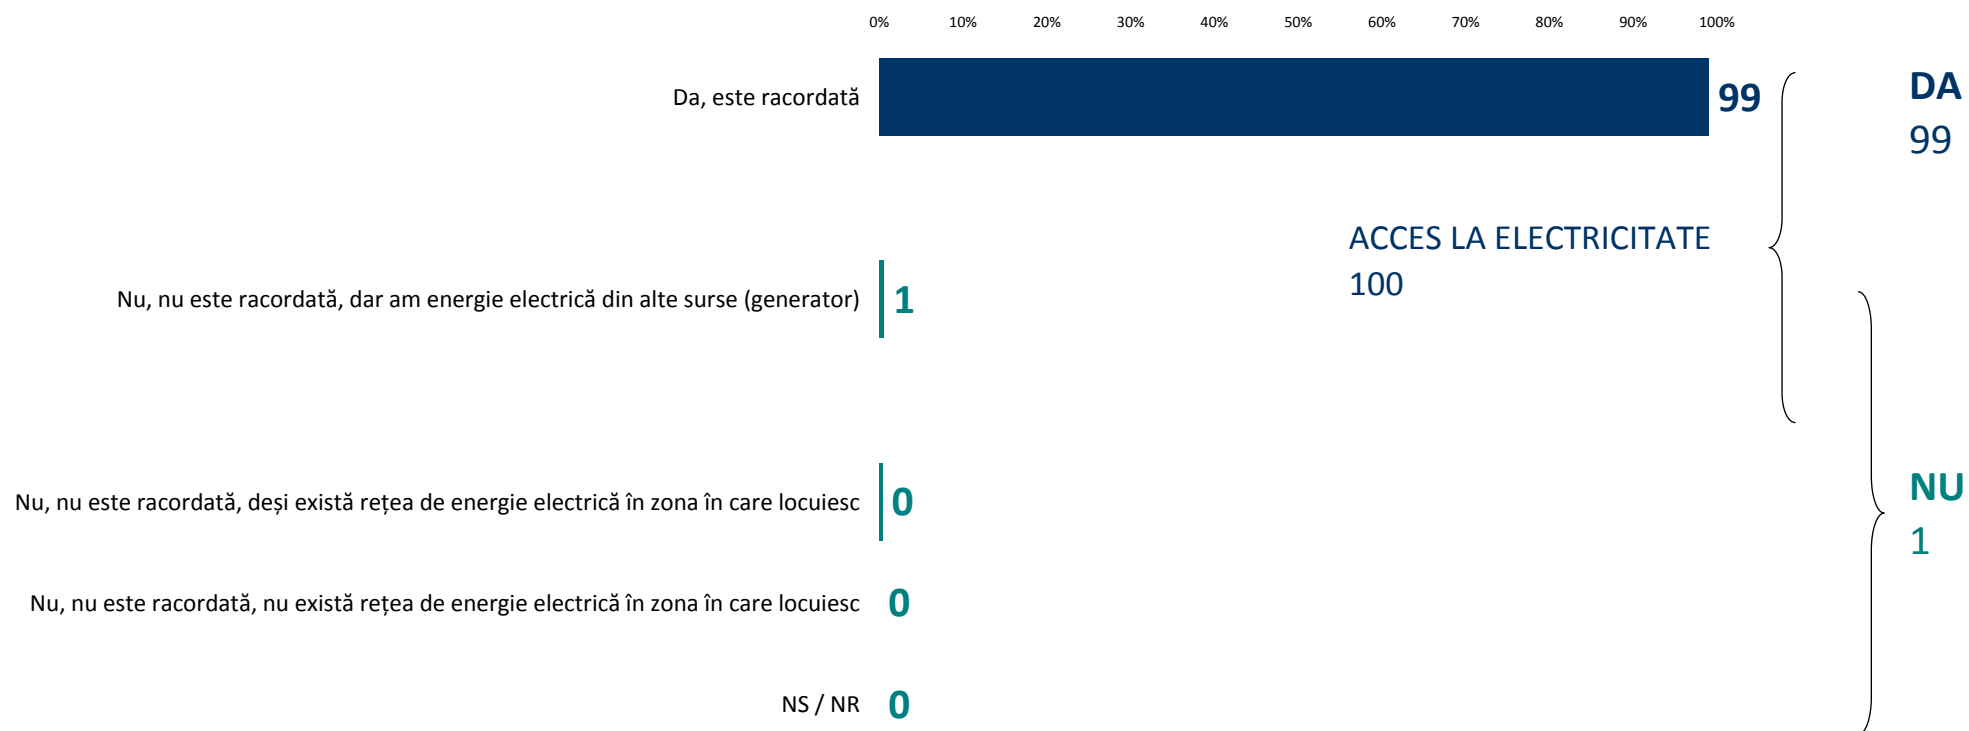 0% 10% 20% 30% 40% 50% 60% 70% 80% 90% 100%
Da, este racordată 99
DA
99
ACCES LA ELECTRICITATE
100
Nu, nu este racordată, dar am energie electrică din alte surse (generator) 1
Nu, nu este racordată, deși există rețea de energie electrică în zona în care locuiesc 0
NU
1
Nu, nu este racordată, nu există rețea de energie electrică în zona în care locuiesc 0
NS / NR 0